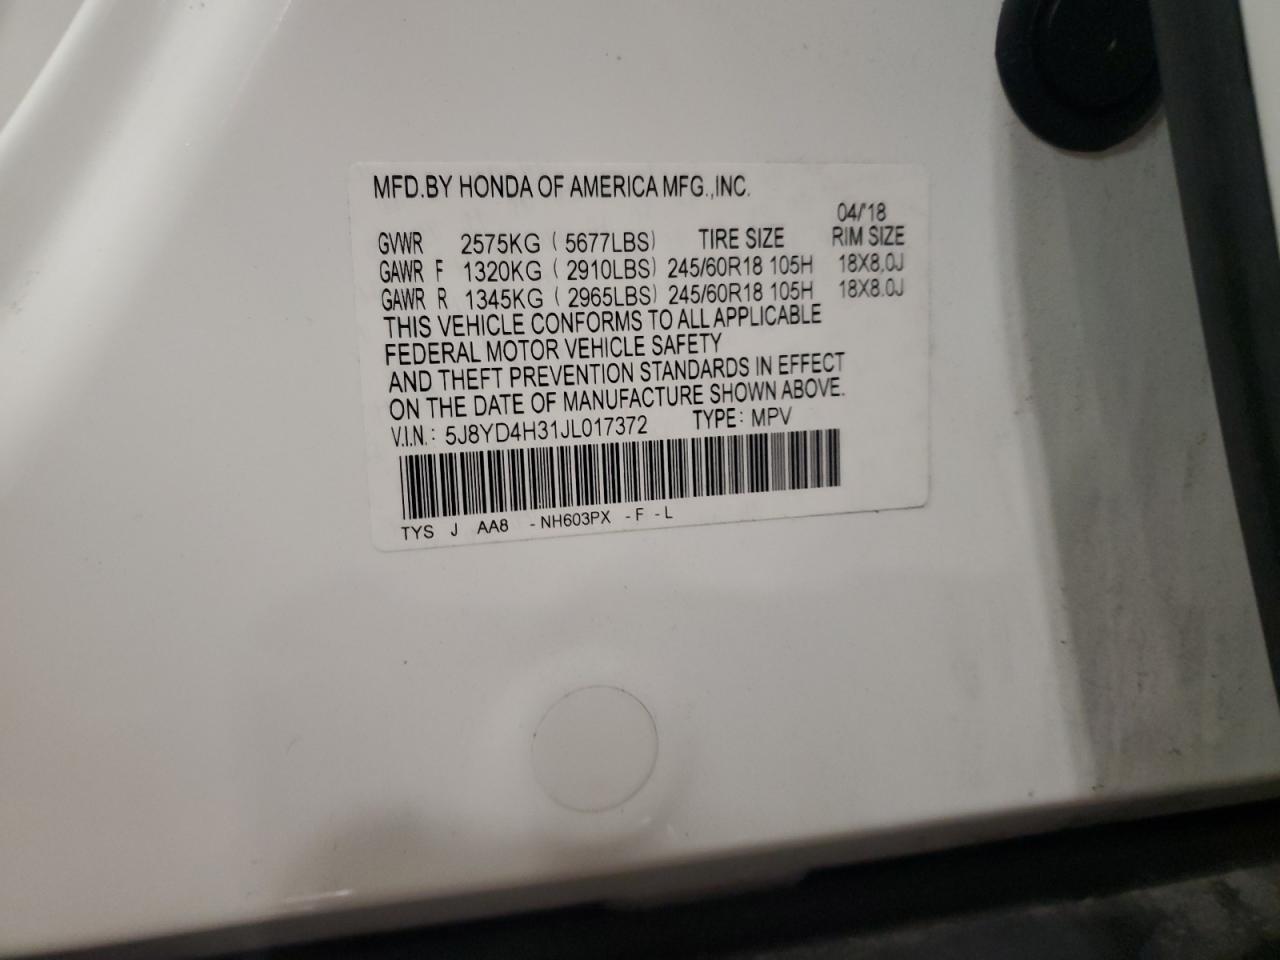 MFD.BY HONDA OF AMERICA MFG.,INC.
04/'18
GVWR 2575KG ( 5677LBS) TIRE SIZE RIM SIZE
GAWR F 1320KG ( 2910LBS) 245/60R18 105H 18X8.0J
GAWR R 1345KG ( 2965LBS) 245/60R18 105H 18X8.0J
THIS VEHICLE CONFORMS TO ALL APPLICABLE
FEDERAL MOTOR VEHICLE SAFETY
AND THEFT PREVENTION STANDARDS IN EFFECT
ON THE DATE OF MANUFACTURE SHOWN ABOVE.
V.I.N.: 5J8YD4H31JL017372 TYPE: MPV
TYS J AA8 - NH603PX - F - L